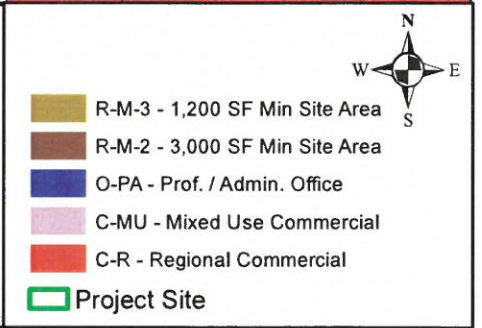 N
W E
S
R-M-3 - 1,200 SF Min Site Area
R-M-2 - 3,000 SF Min Site Area
O-PA - Prof. / Admin. Office
C-MU - Mixed Use Commercial
C-R - Regional Commercial
Project Site